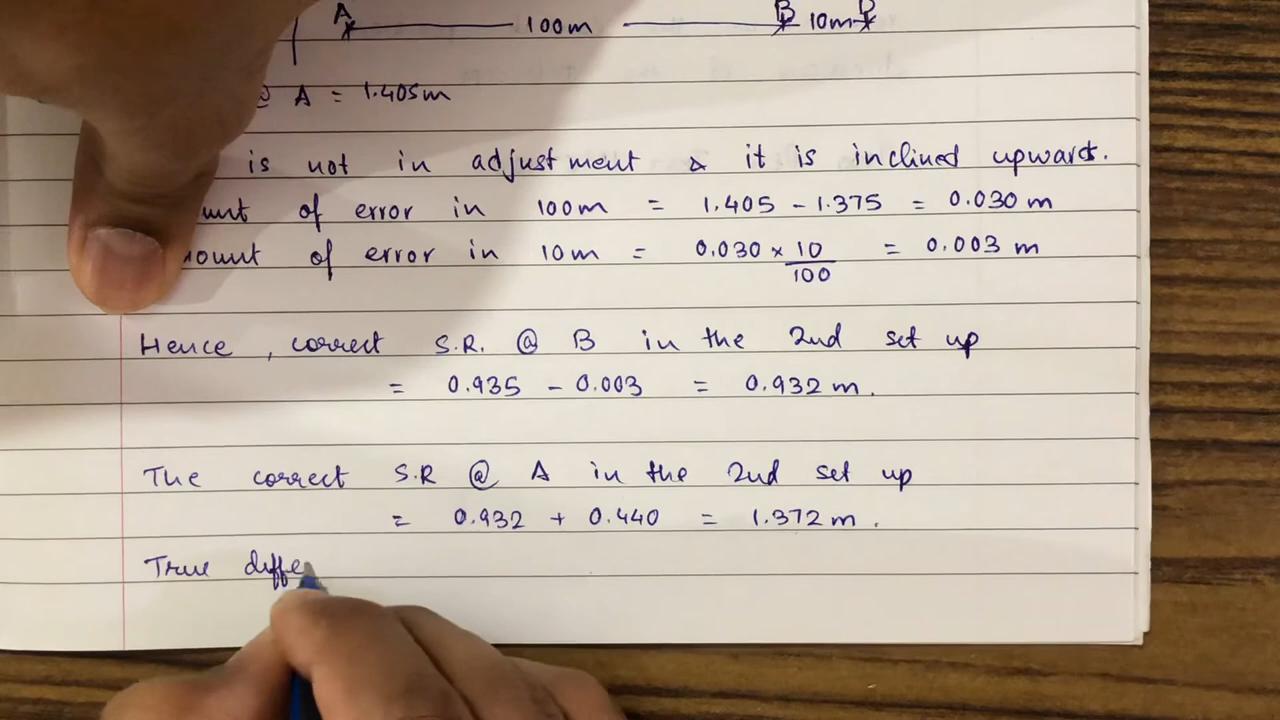 A 100m B 10m D
@ A = 1.405m
is not in adjustment & it is inclined upwards.
ount of error in 100m = 1.405 - 1.375 = 0.030 m
mount of error in 10m = 0.030 × 10/100 = 0.003 m
Hence, correct S.R. @ B in the 2nd set up
= 0.935 - 0.003 = 0.932 m.
The correct S.R @ A in the 2nd set up
= 0.932 + 0.440 = 1.372 m.
True diffe